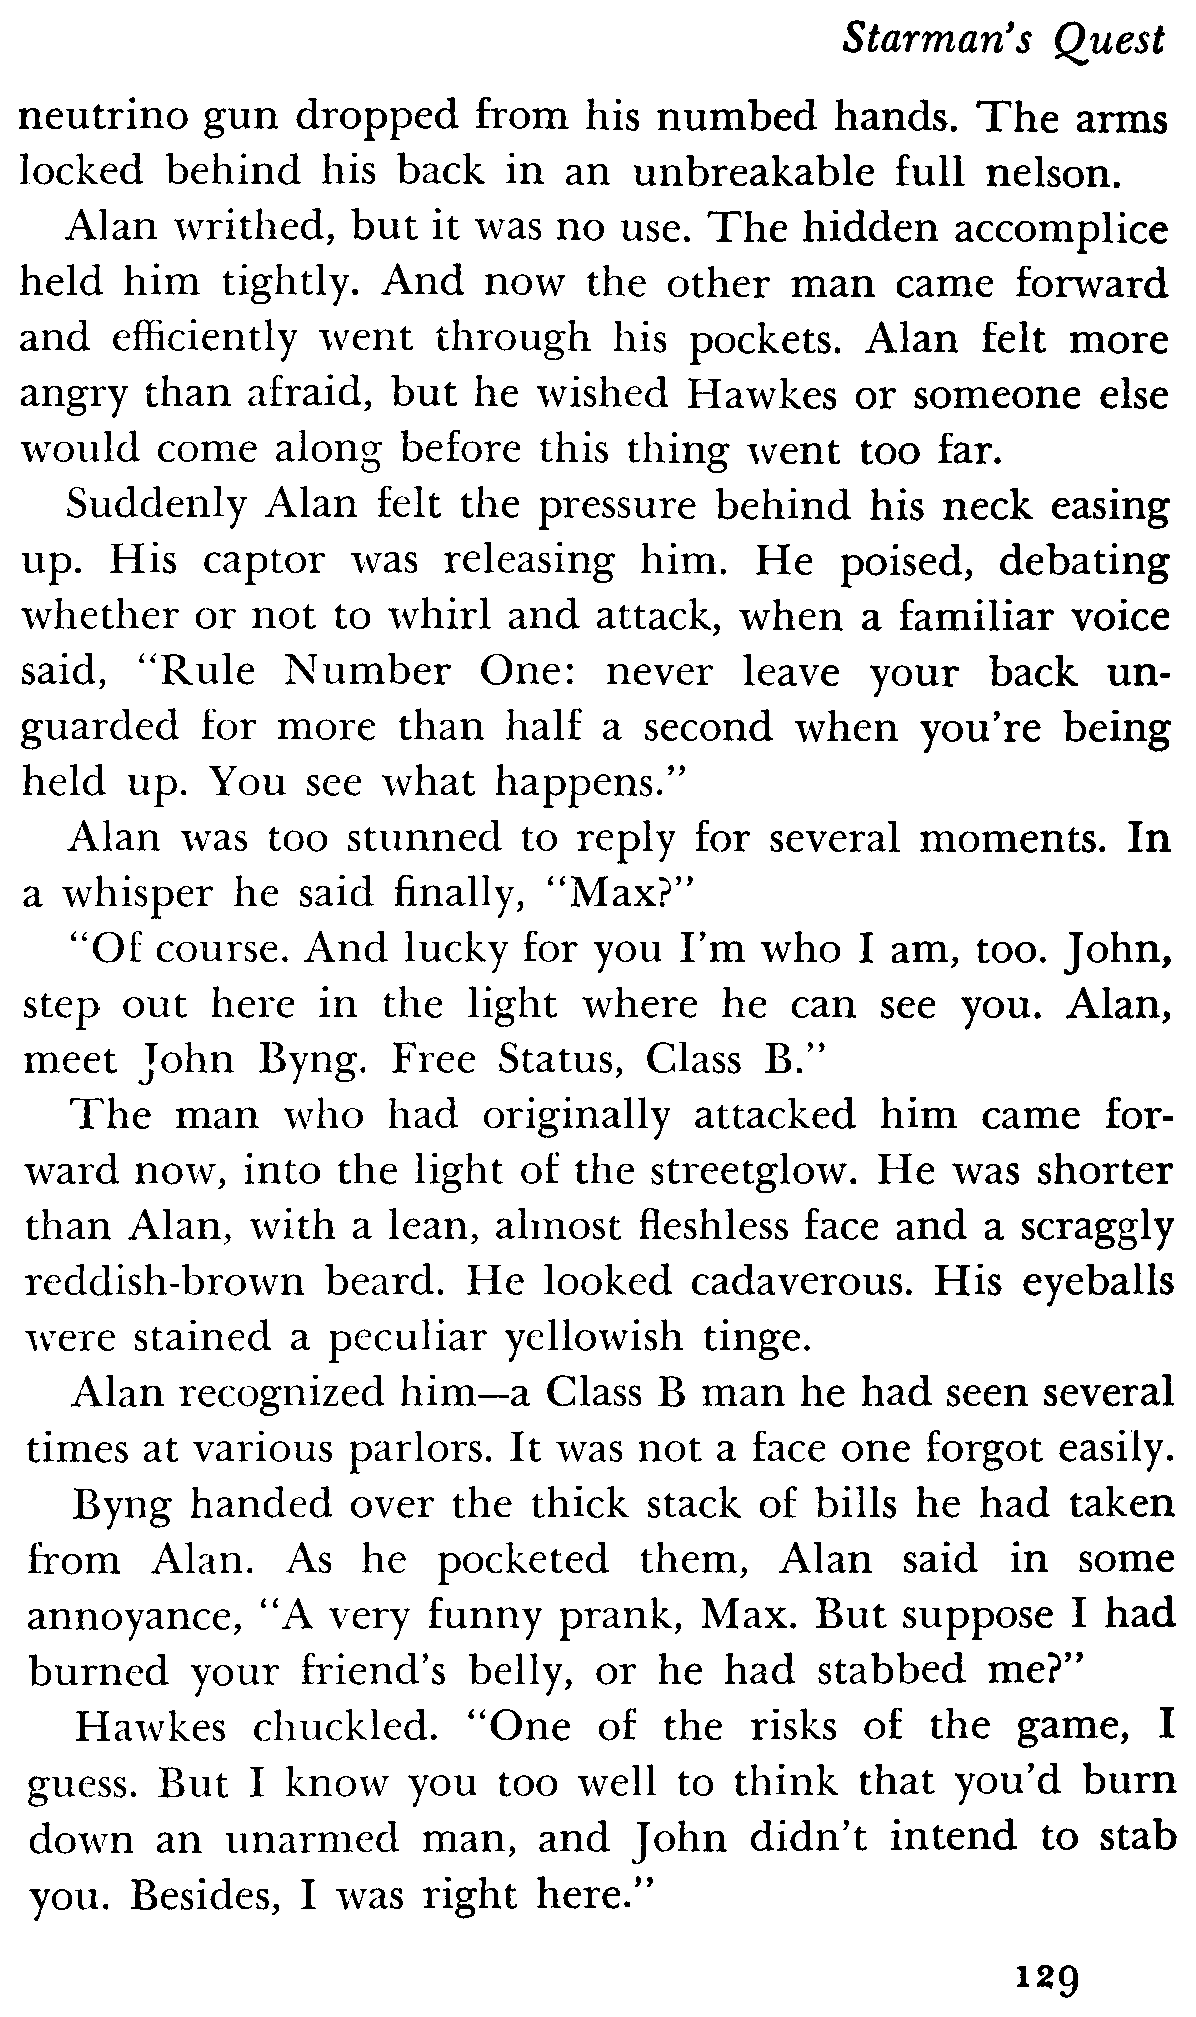 Starman's Quest
neutrino gun dropped from his numbed hands. The arms
locked behind his back in an unbreakable full nelson.
Alan writhed, but it was no use. The hidden accomplice
held him tightly. And now the other man came forward
and efficiently went through his pockets. Alan felt more
angry than afraid, but he wished Hawkes or someone else
would come along before this thing went too far.
Suddenly Alan felt the pressure behind his neck easing
up. His captor was releasing him. He poised, debating
whether or not to whirl and attack, when a familiar voice
said, "Rule Number One: never leave your back un-
guarded for more than half a second when you're being
held up. You see what happens."
Alan was too stunned to reply for several moments. In
a whisper he said finally, "Max?"
"Of course. And lucky for you I'm who I am, too. John,
step out here in the light where he can see you. Alan,
meet John Byng. Free Status, Class B."
The man who had originally attacked him came for-
ward now, into the light of the streetglow. He was shorter
than Alan, with a lean, almost fleshless face and a scraggly
reddish-brown beard. He looked cadaverous. His eyeballs
were stained a peculiar yellowish tinge.
Alan recognized him—a Class B man he had seen several
times at various parlors. It was not a face one forgot easily.
Byng handed over the thick stack of bills he had taken
from Alan. As he pocketed them, Alan said in some
annoyance, "A very funny prank, Max. But suppose I had
burned your friend's belly, or he had stabbed me?"
Hawkes chuckled. "One of the risks of the game, I
guess. But I know you too well to think that you'd burn
down an unarmed man, and John didn't intend to stab
you. Besides, I was right here."
129